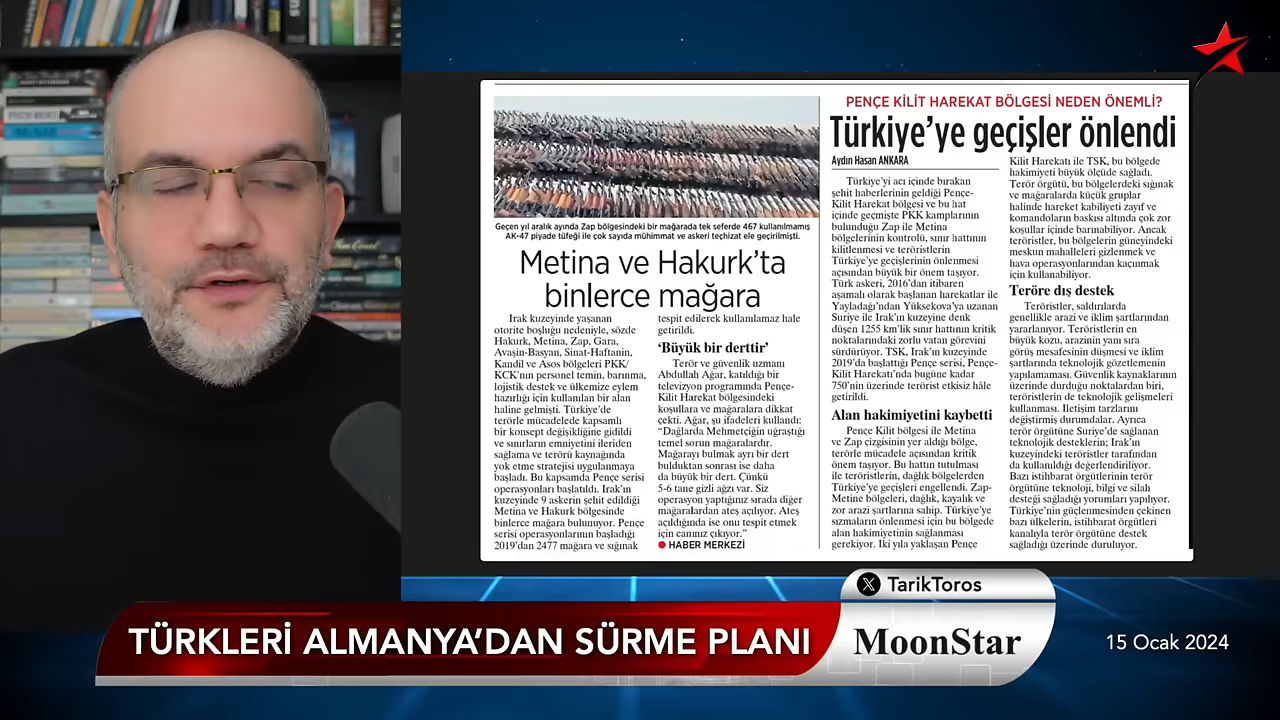 Geçen yıl aralık ayında Zap bölgesindeki bir mağarada tek seferde 467 kullanılmamış
AK-47 piyade tüfeği ile çok sayıda mühimmat ve askeri teçhizat ele geçirilmişti.
Metina ve Hakurk’ta
binlerce mağara
Irak kuzeyinde yaşanan
otorite boşluğu nedeniyle, sözde
Hakurk, Metina, Zap, Gara,
Avaşin-Basyan, Sinat-Haftanin,
Kandil ve Asos bölgeleri PKK/
KCK’nın personel temin, barınma,
lojistik destek ve ülkemize eylem
hazırlığı için kullanılan bir alan
haline gelmişti. Türkiye’de
terörle mücadelede kapsamlı
bir konsept değişikliğine gidildi
ve sınırların emniyetini ileriden
sağlama ve terörü kaynağında
yok etme stratejisi uygulanmaya
başladı. Bu kapsamda Pençe serisi
operasyonları başlatıldı. Irak’ın
kuzeyinde 9 askerin şehit edildiği
Metina ve Hakurk bölgesinde
binlerce mağara bulunuyor. Pençe
serisi operasyonların başladığı
2019’dan 2477 mağara ve sığınak
tespit edilerek kullanılamaz hale
getirildi.
‘Büyük bir derttir’
Terör ve güvenlik uzmanı
Abdullah Ağar, katıldığı bir
televizyon programında Pençe-
Kilit Harekat bölgesindeki
koşullara ve mağaralara dikkat
çekti. Ağar, şu ifadeleri kullandı:
“Dağlarda Mehmetçiğin uğraştığı
temel sorun mağaralardır.
Mağarayı bulmak ayrı bir dert
bulduktan sonrası ise daha
da büyük bir dert. Çünkü
5-6 tane gizli ağzı var. Siz
operasyon yaptığınız sırada diğer
mağaralardan ateş açılıyor. Ateş
açıldığında ise onu tespit etmek
için canınız çıkıyor.”
HABER MERKEZİ
PENÇE KİLİT HAREKAT BÖLGESİ NEDEN ÖNEMLİ?
Türkiye’ye geçişler önlendi
Aydın Hasan ANKARA
Türkiye’yi acı içinde bırakan
şehit haberlerinin geldiği Pençe-
Kilit Harekat bölgesi ve bu hat
içinde geçmişte PKK kamplarının
bulunduğu Zap ile Metina
bölgelerinin kontrolü, sınır hattının
kilitlenmesi ve teröristlerin
Türkiye’ye geçişlerinin önlenmesi
açısından büyük bir önem taşıyor.
Türk askeri, 2016’dan itibaren
aşamalı olarak başlanan harekatlar ile
Yayladağı’ndan Yüksekova’ya uzanan
Suriye ile Irak’ın kuzeyine denk
düşen 1255 km’lik sınır hattının kritik
noktalarındaki zorlu vatan görevini
sürdürüyor. TSK, Irak’ın kuzeyinde
2019’da başlattığı Pençe serisi, Pençe-
Kilit Harekatı’nda bugüne kadar
750’nin üzerinde terörist etkisiz hâle
getirildi.
Alan hakimiyetini kaybetti
Pençe Kilit bölgesi ile Metina
ve Zap çizgisinin yer aldığı bölge,
terörle mücadele açısından kritik
önem taşıyor. Bu hattın tutulması
ile teröristlerin, dağlık bölgelerden
Türkiye’ye geçişleri engellendi. Zap-
Metine bölgeleri, dağlık, kayalık ve
zor arazi şartlarına sahip. Türkiye’ye
sızmaların önlenmesi için bu bölgede
alan hakimiyetinin sağlanması
gerekiyor. İki yıla yaklaşan Pençe
Kilit Harekatı ile TSK, bu bölgede
hakimiyeti büyük ölçüde sağladı.
Terör örgütü, bu bölgelerdeki sığınak
ve mağaralarda küçük gruplar
halinde hareket kabiliyeti zayıf ve
komandoların baskısı altında çok zor
koşullar içinde barınabiliyor. Ancak
teröristler, bu bölgelerin güneyindeki
meskun mahalleleri gizlenmek ve
hava operasyonlarından kaçınmak
için kullanabiliyor.
Teröre dış destek
Teröristler, saldırılarda
genellikle arazi ve iklim şartlarından
yararlanıyor. Teröristlerin en
büyük kozu, arazinin yanı sıra
görüş mesafesinin düşmesi ve iklim
şartlarında teknolojik gözetlemenin
yapılamaması. Güvenlik kaynaklarının
üzerinde durduğu noktalardan biri,
teröristlerin de teknolojik gelişmeleri
kullanması. İletişim tarzlarını
değiştirmiş durumdalar. Ayrıca
terör örgütüne Suriye’de sağlanan
teknolojik desteklerin; Irak’ın
kuzeyindeki teröristler tarafından
da kullanıldığı değerlendiriliyor.
Bazı istihbarat örgütlerinin terör
örgütüne teknoloji, bilgi ve silah
desteği sağladığı yorumları yapılıyor.
Türkiye’nin güçlenmesinden çekinen
bazı ülkelerin, istihbarat örgütleri
kanalıyla terör örgütüne destek
sağladığı üzerinde duruluyor.
TarikToros
TÜRKLERİ ALMANYA’DAN SÜRME PLANI
MoonStar
15 Ocak 2024